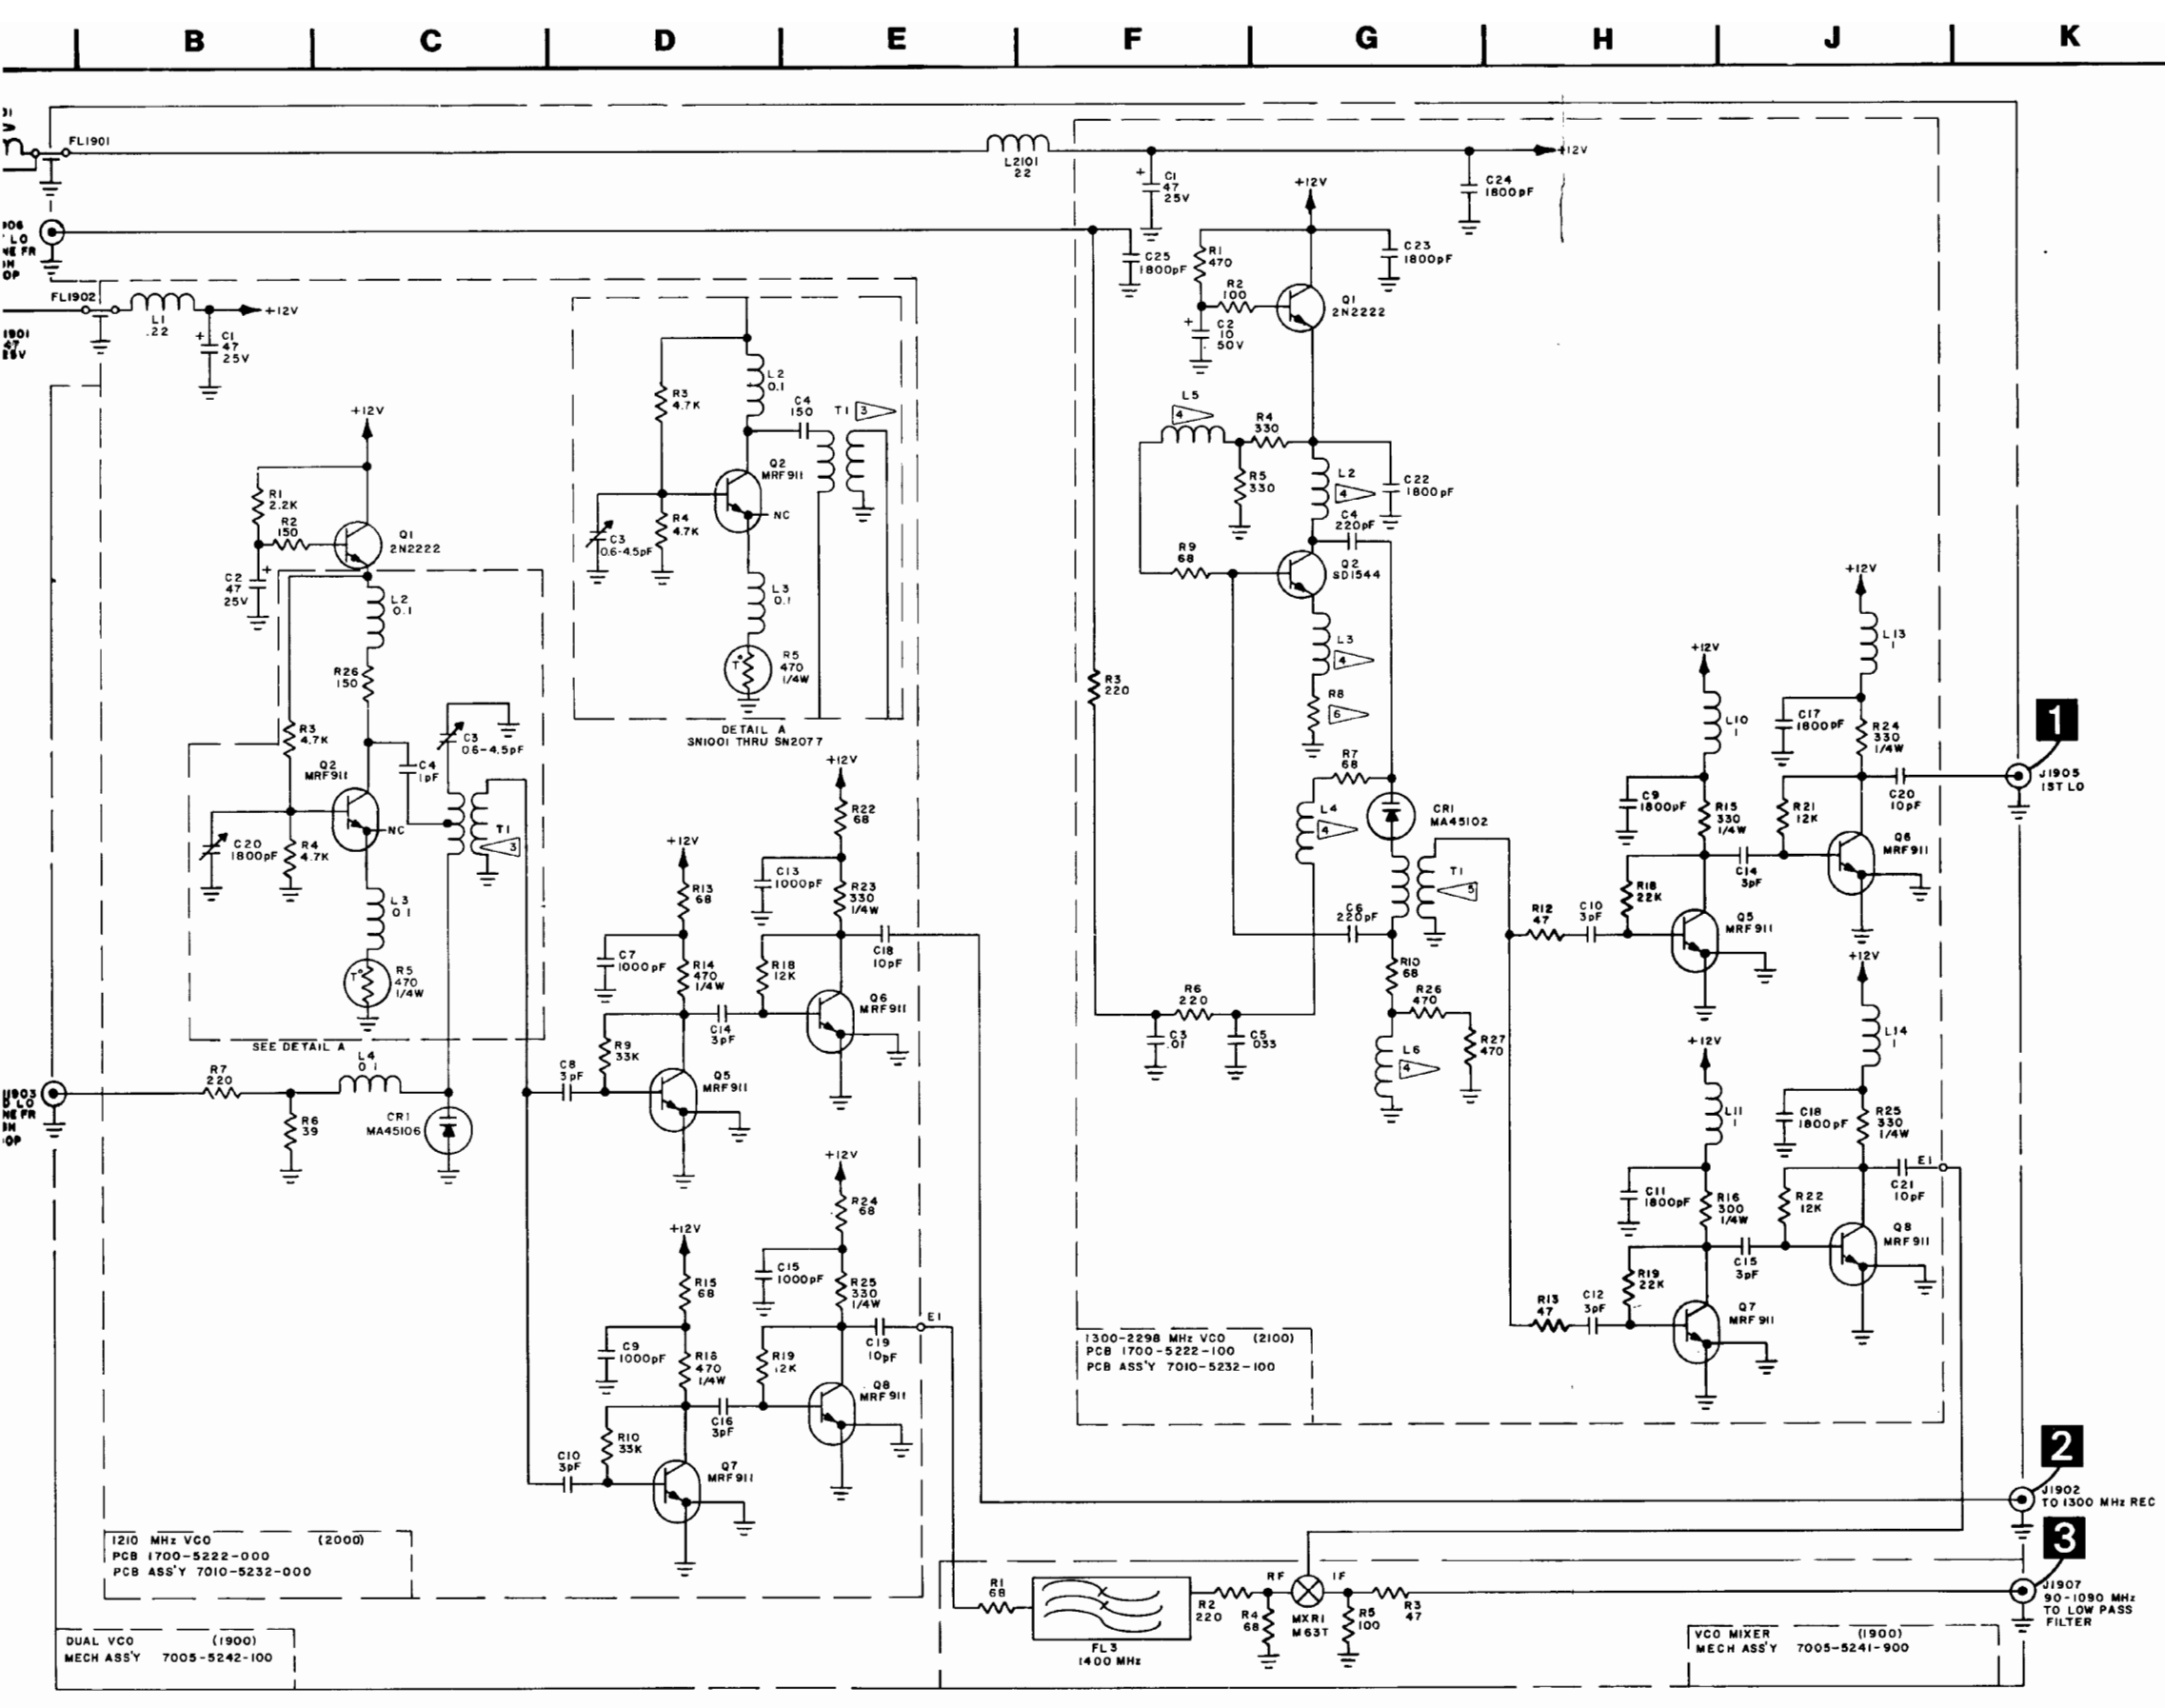 B C D E F G H J K
FL1901
L2101
22
+12V
C1
47
25V
C24
1800pF
+12V
LO
NE FR
OP
C25
1800pF
R1
470
R2
100
C23
1800pF
Q1
2N2222
C2
10
50V
FL1902
L1
.22
+12V
C1
47
25V
1901
47
25V
+12V
R1
2.2K
R2
150
Q1
2N2222
C2
47
25V
L2
0.1
R26
150
R3
4.7K
Q2
MRF911
C3
0.6-4.5pF
C4
1pF
NC
T1
3
C20
1800pF
R4
4.7K
L3
0.1
T°
R5
470
1/4W
SEE DETAIL A
L4
0.1
R7
220
R6
39
CR1
MA45106
J1903
LO
NE FR
OP
R3
4.7K
L2
0.1
C4
150
T1
3
Q2
MRF911
NC
C3
0.6-4.5pF
R4
4.7K
L3
0.1
T°
R5
470
1/4W
DETAIL A
SN1001 THRU SN2077
+12V
R22
68
+12V
C13
1000pF
R23
330
1/4W
R13
68
C7
1000pF
R14
470
1/4W
R18
12K
C18
10pF
Q6
MRF911
C14
3pF
R9
33K
C8
3pF
Q5
MRF911
+12V
R24
68
+12V
R15
68
C15
1000pF
R25
330
1/4W
E1
C9
1000pF
R16
470
1/4W
R19
12K
C19
10pF
Q8
MRF911
C16
3pF
R10
33K
C10
3pF
Q7
MRF911
L5
4
R4
330
R5
330
L2
4
C22
1800pF
C4
220pF
R9
68
Q2
SD1544
L3
4
R8
6
R3
220
R7
68
L4
4
CR1
MA45102
T1
5
C6
220pF
R10
68
R6
220
R26
470
C3
.01
C5
.033
R27
470
L6
4
+12V
L13
1
+12V
L10
1
C17
1800pF
R24
330
1/4W
C9
1800pF
R15
330
1/4W
R21
12K
C20
10pF
Q6
MRF911
C14
3pF
R18
22K
R12
47
C10
3pF
Q5
MRF911
+12V
L14
1
+12V
L11
1
C18
1800pF
R25
330
1/4W
E1
C21
10pF
C11
1800pF
R16
300
1/4W
R22
12K
Q8
MRF911
C15
3pF
R19
22K
R13
47
C12
3pF
Q7
MRF911
1
J1905
1ST LO
1300-2298 MHz VCO (2100)
PCB 1700-5222-100
PCB ASS'Y 7010-5232-100
2
J1902
TO 1300 MHz REC
3
J1907
90-1090 MHz
TO LOW PASS
FILTER
1210 MHz VCO (2000)
PCB 1700-5222-000
PCB ASS'Y 7010-5232-000
R1
68
FL3
1400 MHz
R2
220
RF
R4
68
MXR1
M63T
IF
R5
100
R3
47
DUAL VCO (1900)
MECH ASS'Y 7005-5242-100
VCO MIXER (1900)
MECH ASS'Y 7005-5241-900